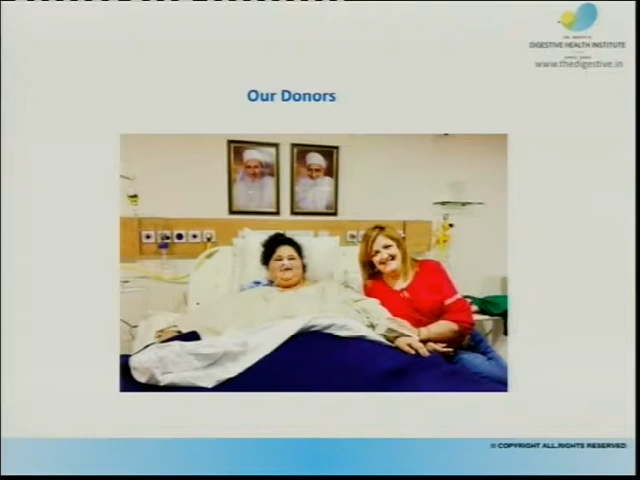 DIGESTIVE HEALTH INSTITUTE
www.thedigestive.in
Our Donors
© COPYRIGHT ALL RIGHTS RESERVED